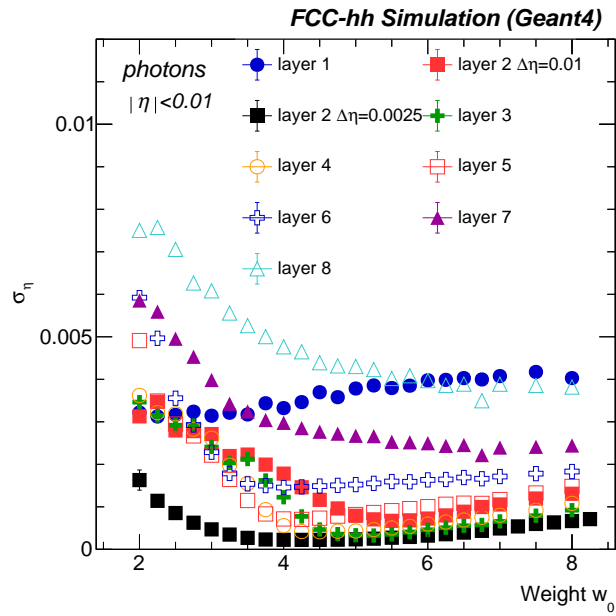 FCC-hh Simulation (Geant4)
photons
|η|<0.01
layer 1
layer 2 Δη=0.01
layer 2 Δη=0.0025
layer 3
layer 4
layer 5
layer 6
layer 7
layer 8
0.01
0.005
0
ση
2 4 6 8
Weight w0